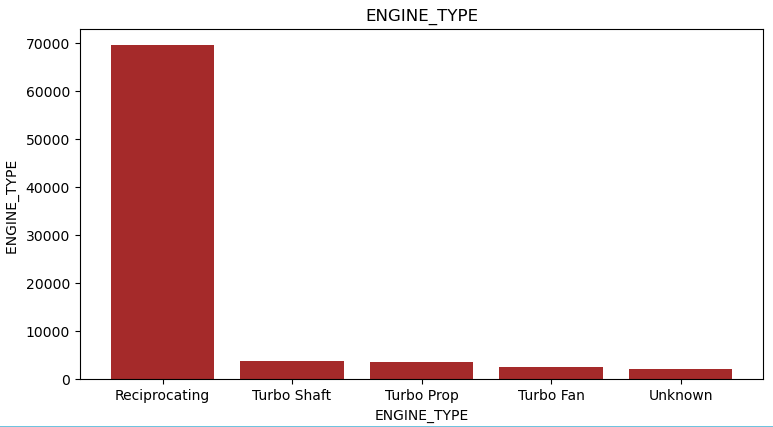 ENGINE_TYPE
70000
60000
50000
40000
30000
20000
10000
0
ENGINE_TYPE
Reciprocating Turbo Shaft Turbo Prop Turbo Fan Unknown
ENGINE_TYPE